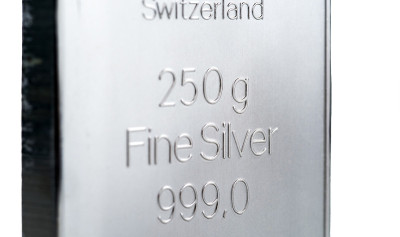 Switzerland
250 g
Fine Silver
999,0